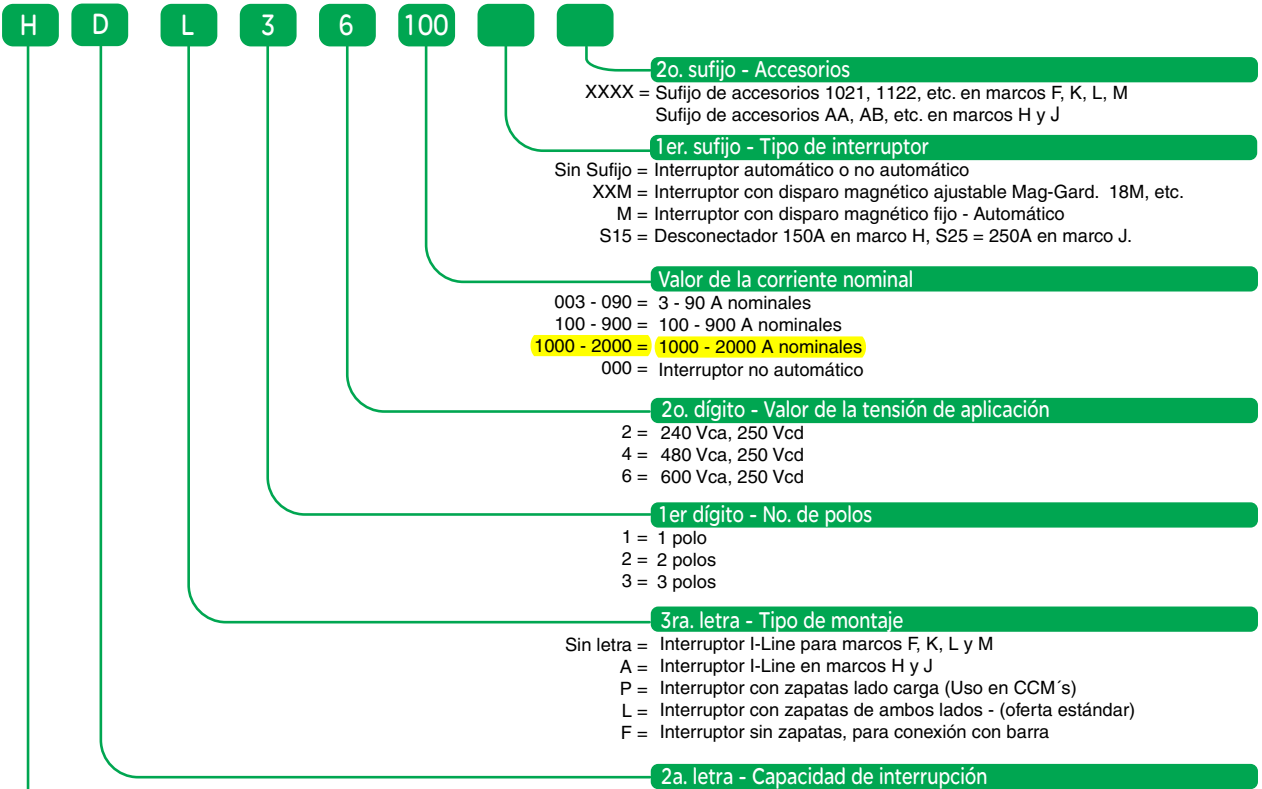 H D L 3 6 100
2o. sufijo - Accesorios
XXXX = Sufijo de accesorios 1021, 1122, etc. en marcos F, K, L, M
Sufijo de accesorios AA, AB, etc. en marcos H y J
1er. sufijo - Tipo de interruptor
Sin Sufijo = Interruptor automático o no automático
XXM = Interruptor con disparo magnético ajustable Mag-Gard. 18M, etc.
M = Interruptor con disparo magnético fijo - Automático
S15 = Desconectador 150A en marco H, S25 = 250A en marco J.
Valor de la corriente nominal
003 - 090 = 3 - 90 A nominales
100 - 900 = 100 - 900 A nominales
1000 - 2000 = 1000 - 2000 A nominales
000 = Interruptor no automático
2o. dígito - Valor de la tensión de aplicación
2 = 240 Vca, 250 Vcd
4 = 480 Vca, 250 Vcd
6 = 600 Vca, 250 Vcd
1er dígito - No. de polos
1 = 1 polo
2 = 2 polos
3 = 3 polos
3ra. letra - Tipo de montaje
Sin letra = Interruptor I-Line para marcos F, K, L y M
A = Interruptor I-Line en marcos H y J
P = Interruptor con zapatas lado carga (Uso en CCM´s)
L = Interruptor con zapatas de ambos lados - (oferta estándar)
F = Interruptor sin zapatas, para conexión con barra
2a. letra - Capacidad de interrupción